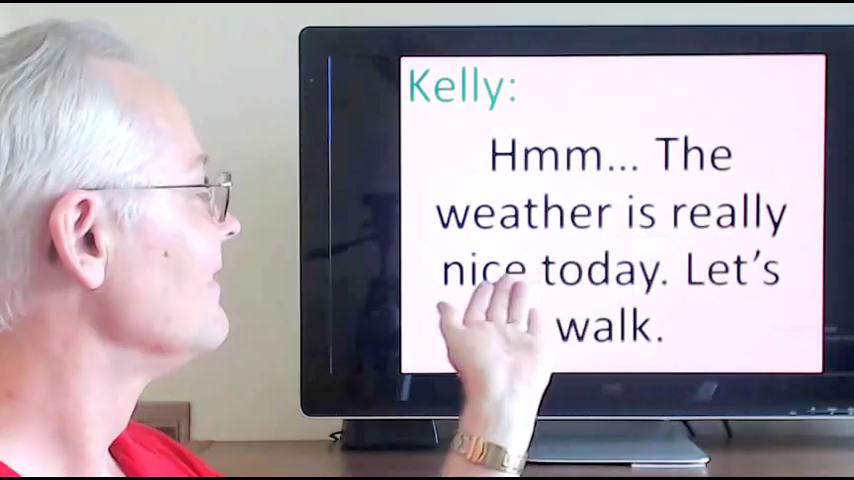 Kelly:
Hmm... The
weather is really
nice today. Let's
walk.